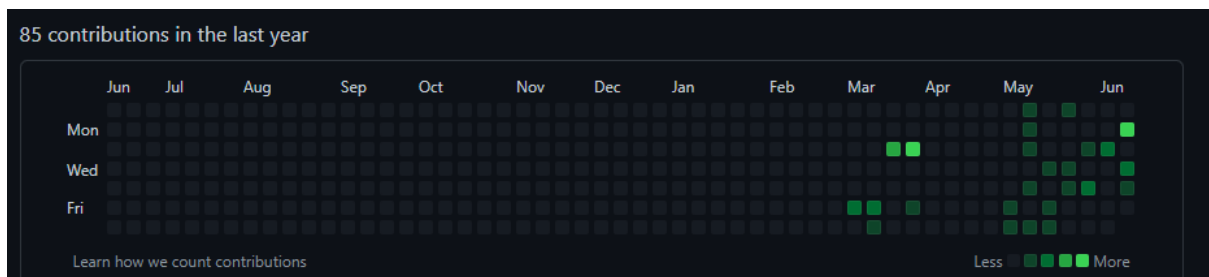 85 contributions in the last year
Jun Jul Aug Sep Oct Nov Dec Jan Feb Mar Apr May Jun
Mon
Wed
Fri
Learn how we count contributions Less More